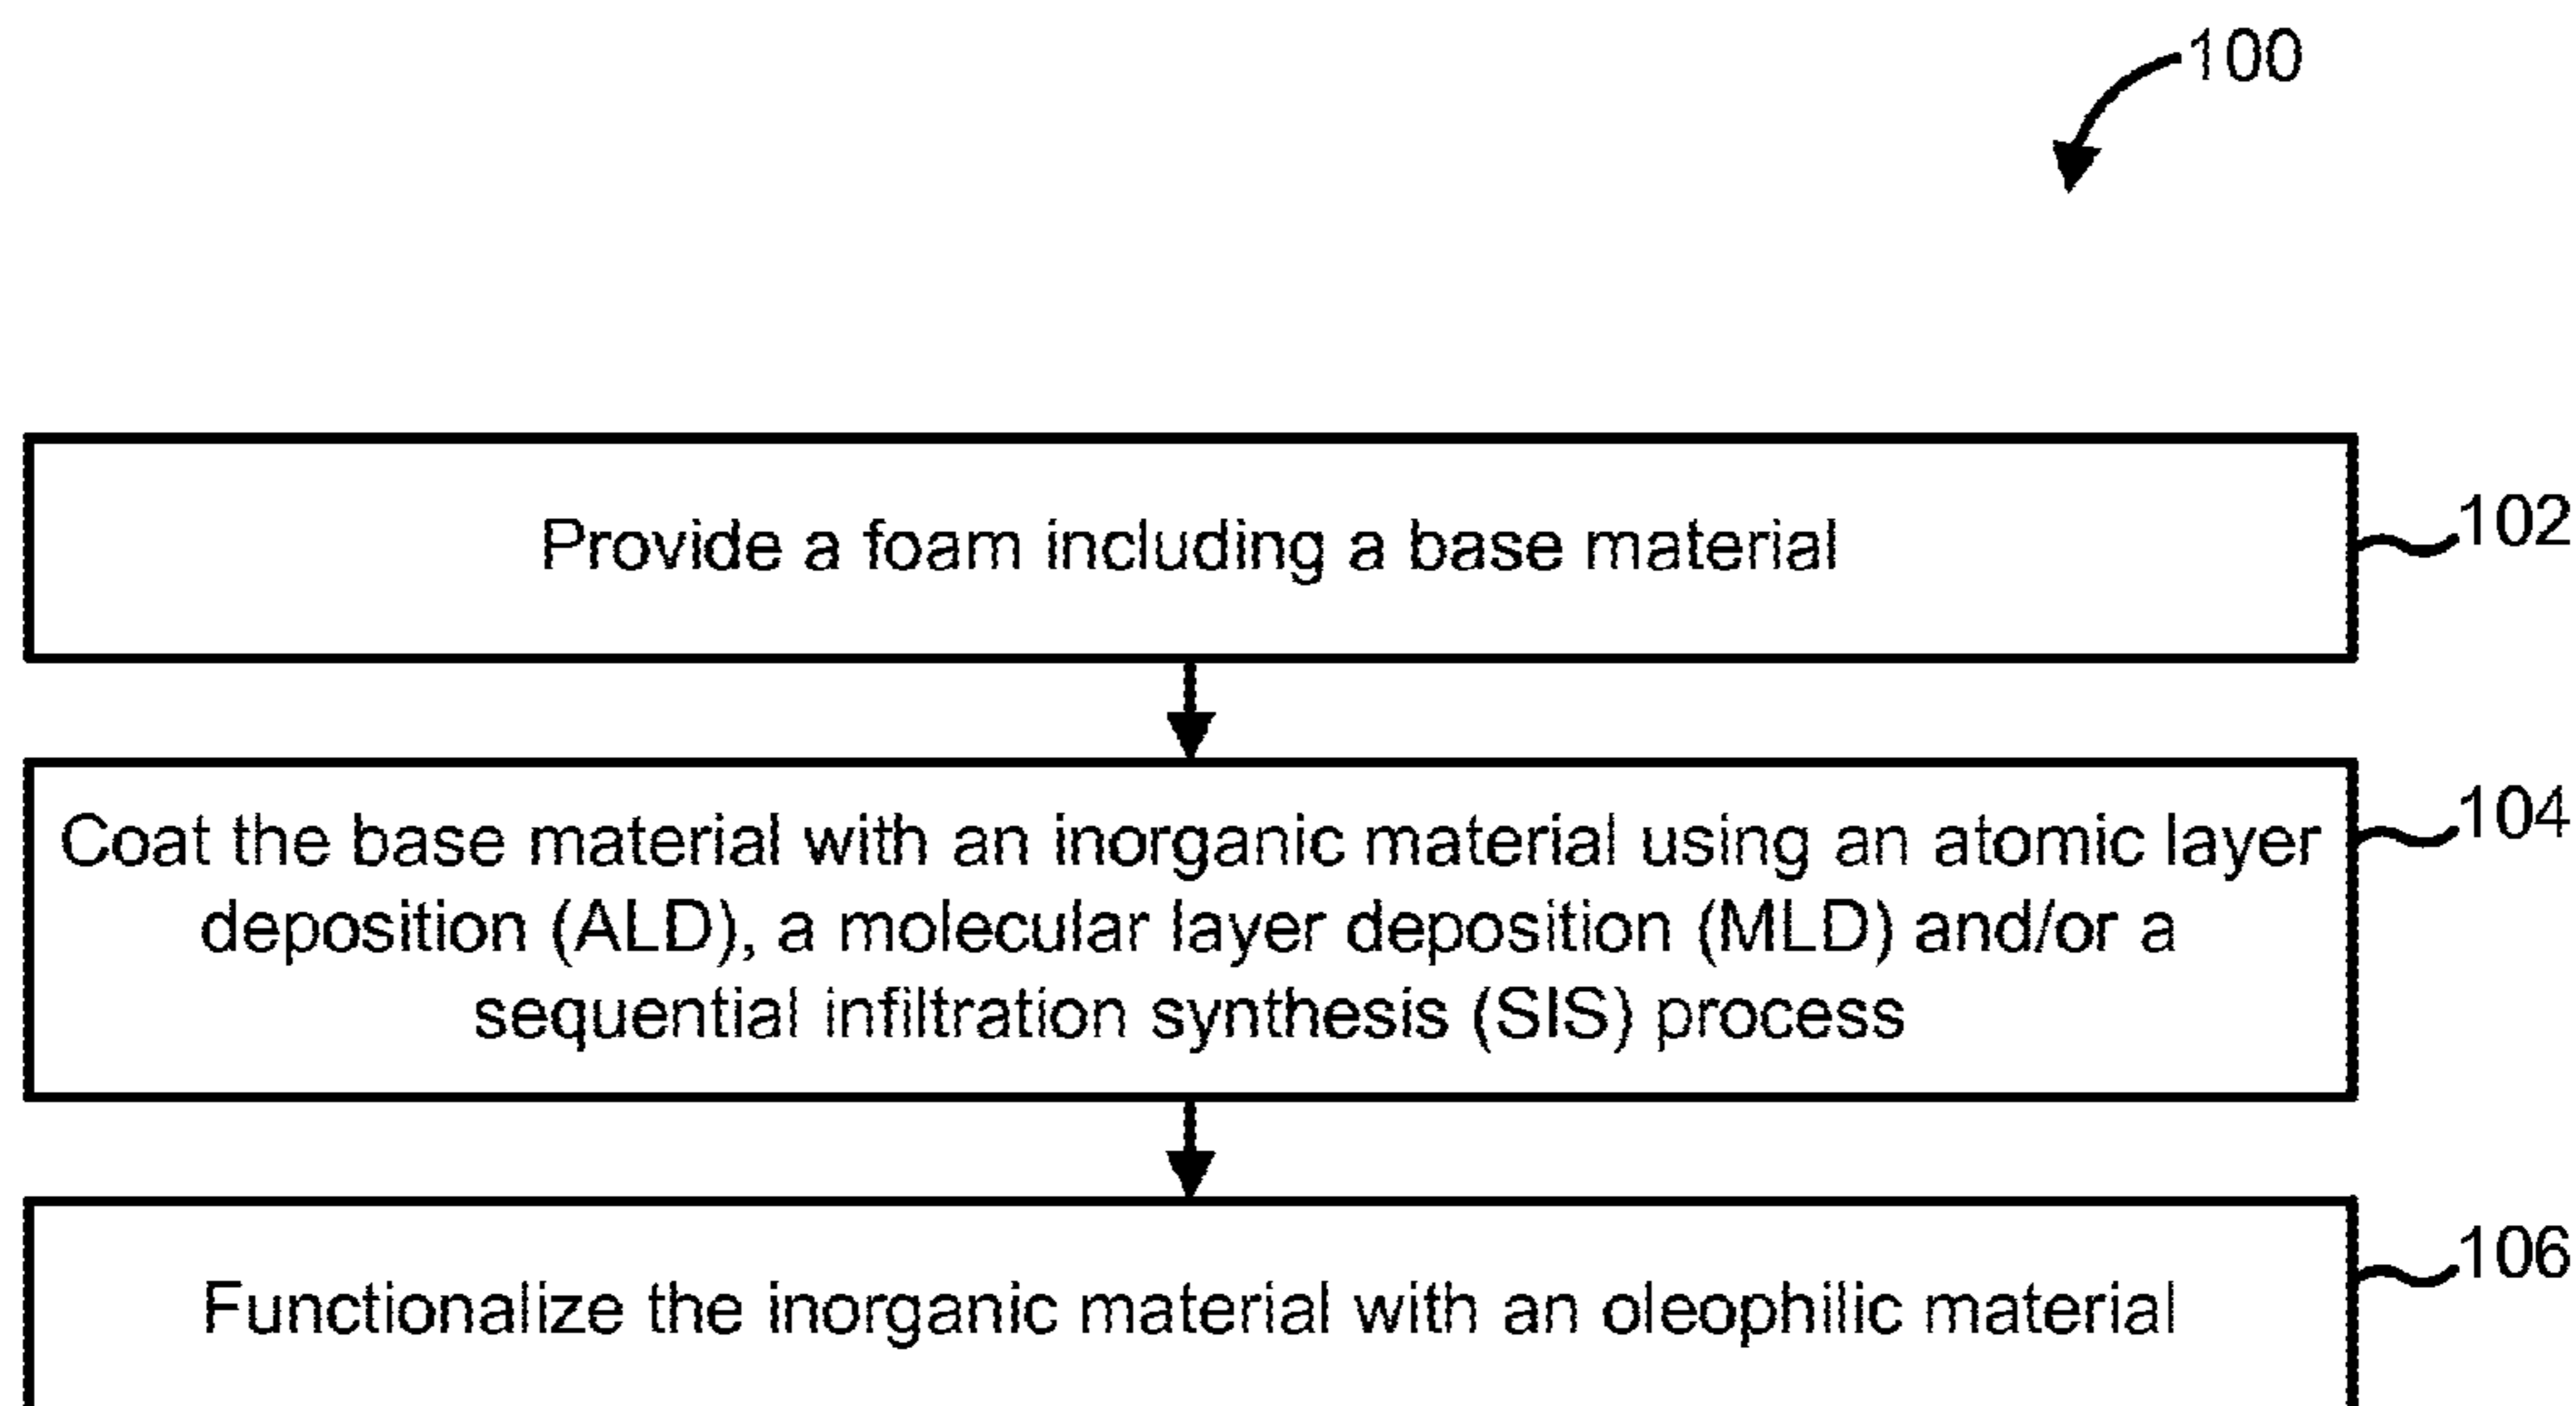 100
Provide a foam including a base material
102
Coat the base material with an inorganic material using an atomic layer
deposition (ALD), a molecular layer deposition (MLD) and/or a
sequential infiltration synthesis (SIS) process
104
Functionalize the inorganic material with an oleophilic material
106